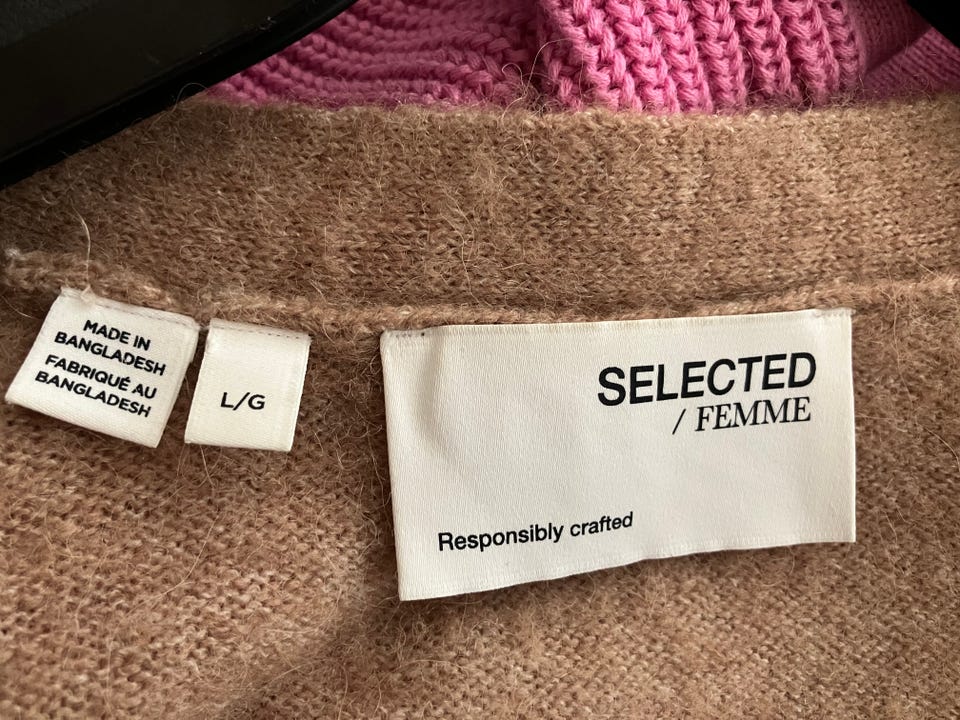 MADE IN
BANGLADESH
FABRIQUÉ AU
BANGLADESH
L/G
SELECTED
/ FEMME
Responsibly crafted